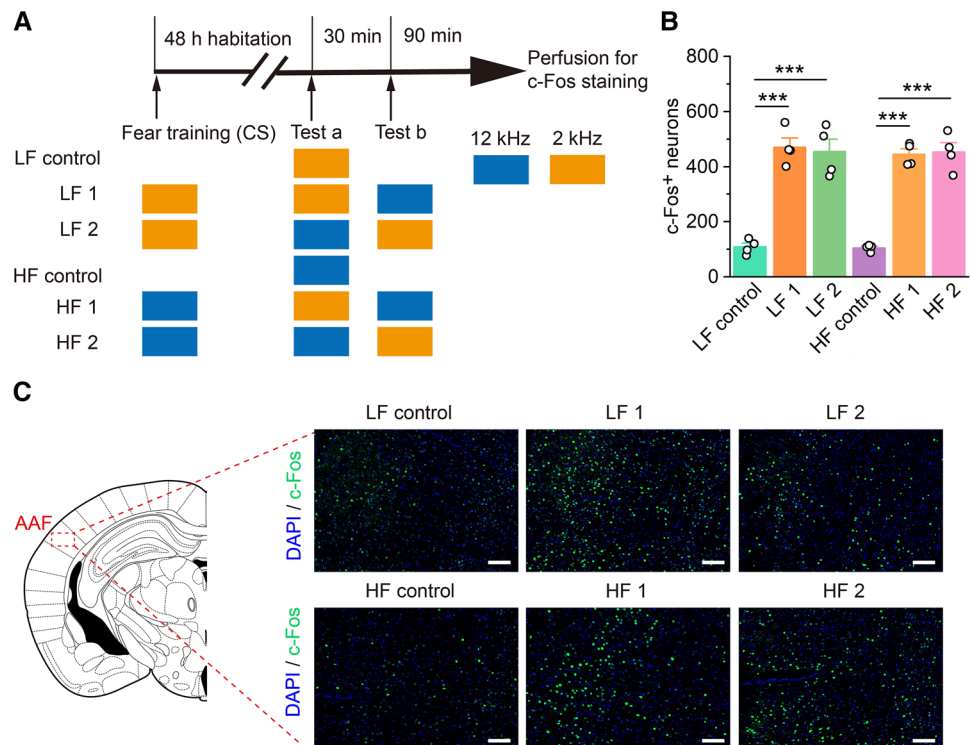 A
48 h habitation
30 min
90 min
Perfusion for
c-Fos staining
Fear training (CS)
Test a
Test b
12 kHz
2 kHz
LF control
LF 1
LF 2
HF control
HF 1
HF 2
B
c-Fos+ neurons
800
600
400
200
0
***
***
***
***
LF control
LF 1
LF 2
HF control
HF 1
HF 2
C
AAF
LF control
LF 1
LF 2
DAPI / c-Fos
HF control
HF 1
HF 2
DAPI / c-Fos